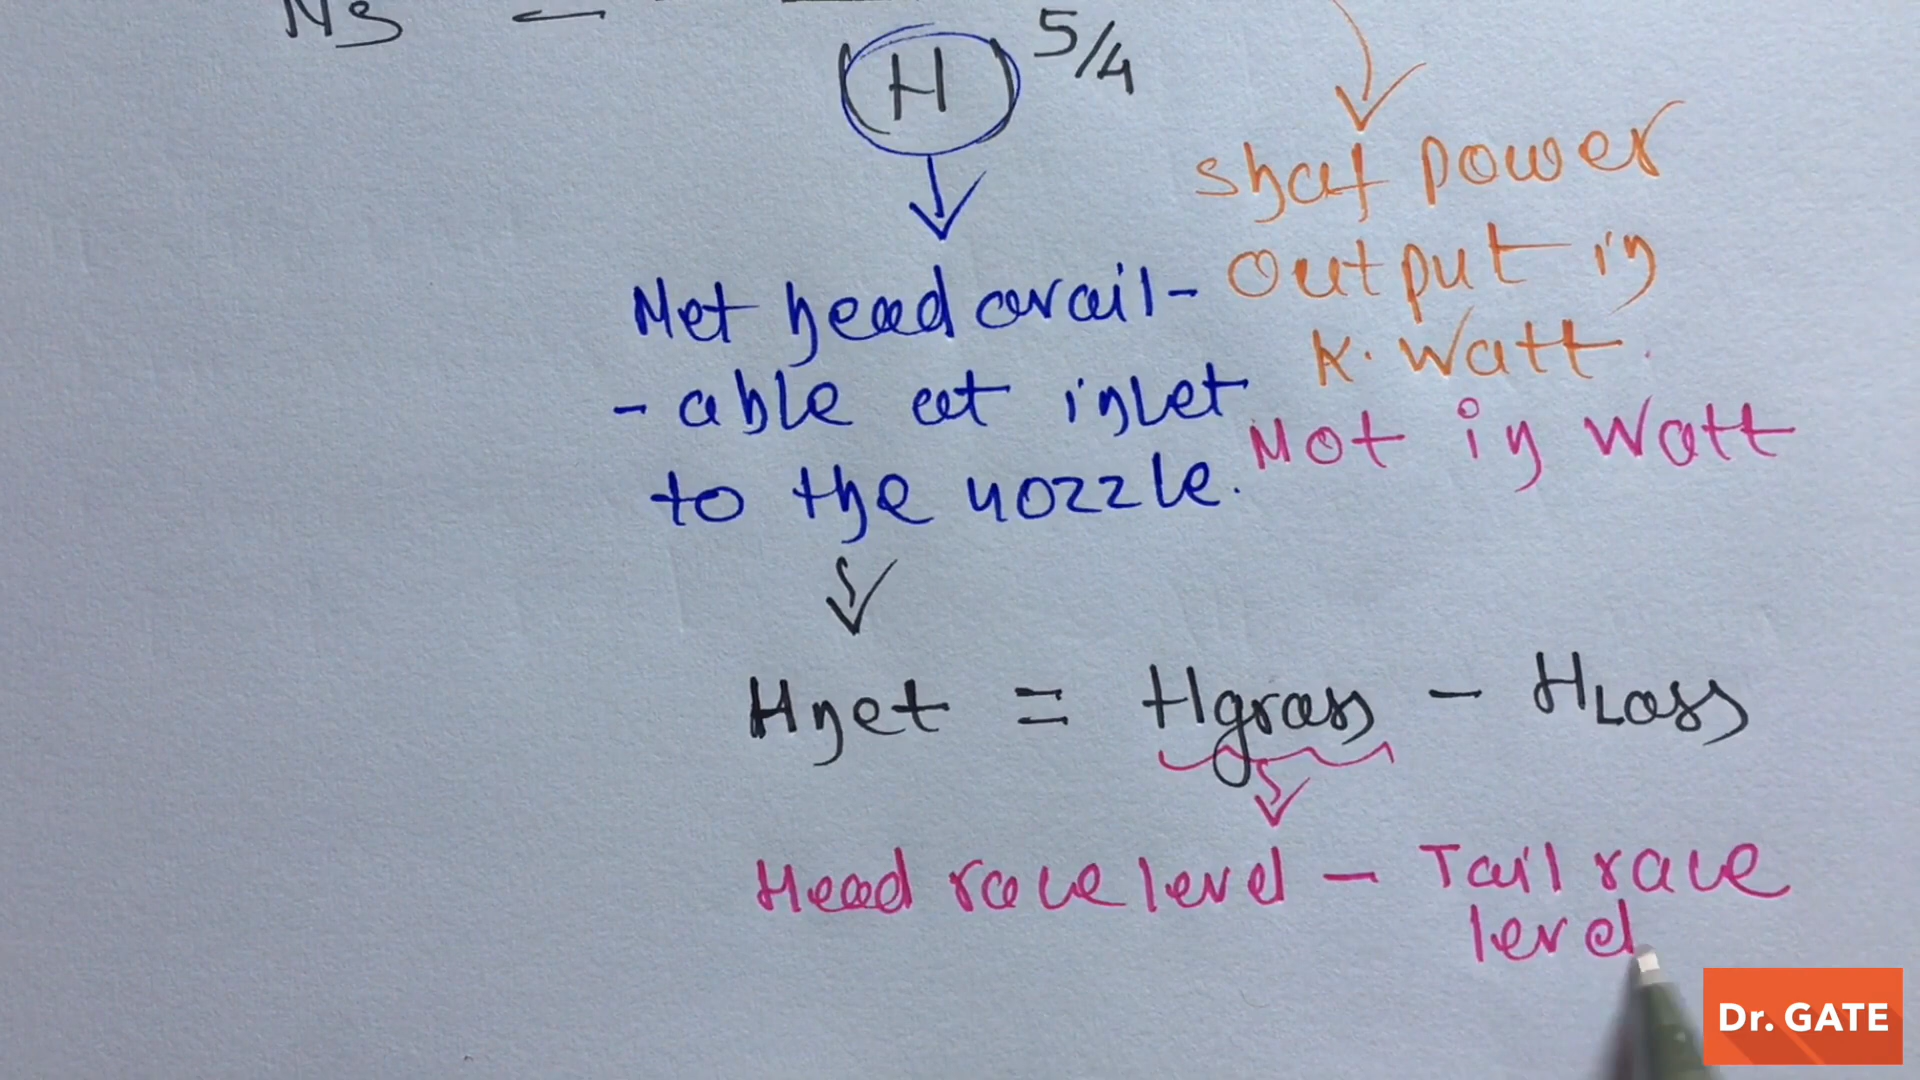 Ns =
(H) 5/4
Shaf power
output in
K. Watt.
Not in Watt
Net head avail-
- able at inlet
to the nozzle.
Hnet = Hgross - HLoss
Head race level - Tail race
level
Dr. GATE